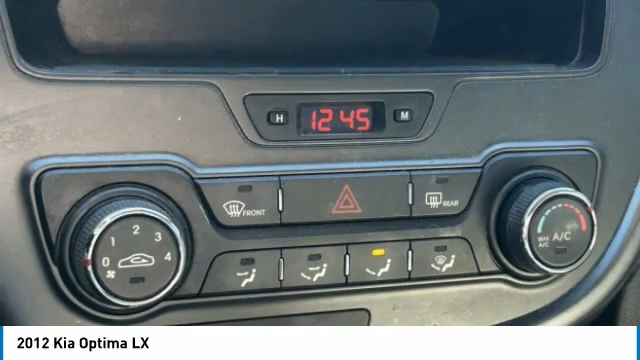 H 12 45 M
FRONT
REAR
0 1 2 3 4
MAX A/C
A/C
2012 Kia Optima LX